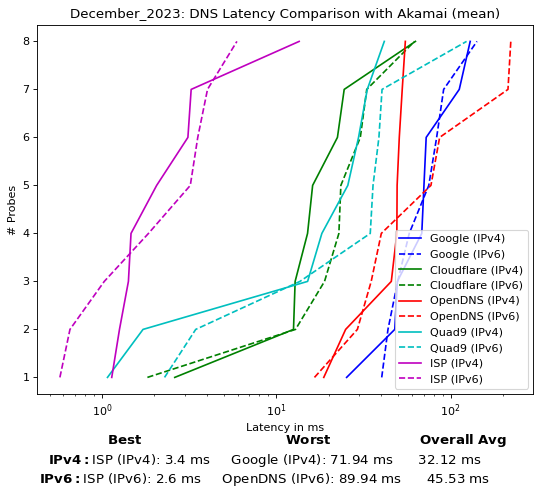 December_2023: DNS Latency Comparison with Akamai (mean)
# Probes
8
7
6
5
4
3
2
1
Google (IPv4)
Google (IPv6)
Cloudflare (IPv4)
Cloudflare (IPv6)
OpenDNS (IPv4)
OpenDNS (IPv6)
Quad9 (IPv4)
Quad9 (IPv6)
ISP (IPv4)
ISP (IPv6)
10⁰ 10¹ 10²
Latency in ms
Best Worst Overall Avg
IPv4: ISP (IPv4): 3.4 ms Google (IPv4): 71.94 ms 32.12 ms
IPv6: ISP (IPv6): 2.6 ms OpenDNS (IPv6): 89.94 ms 45.53 ms